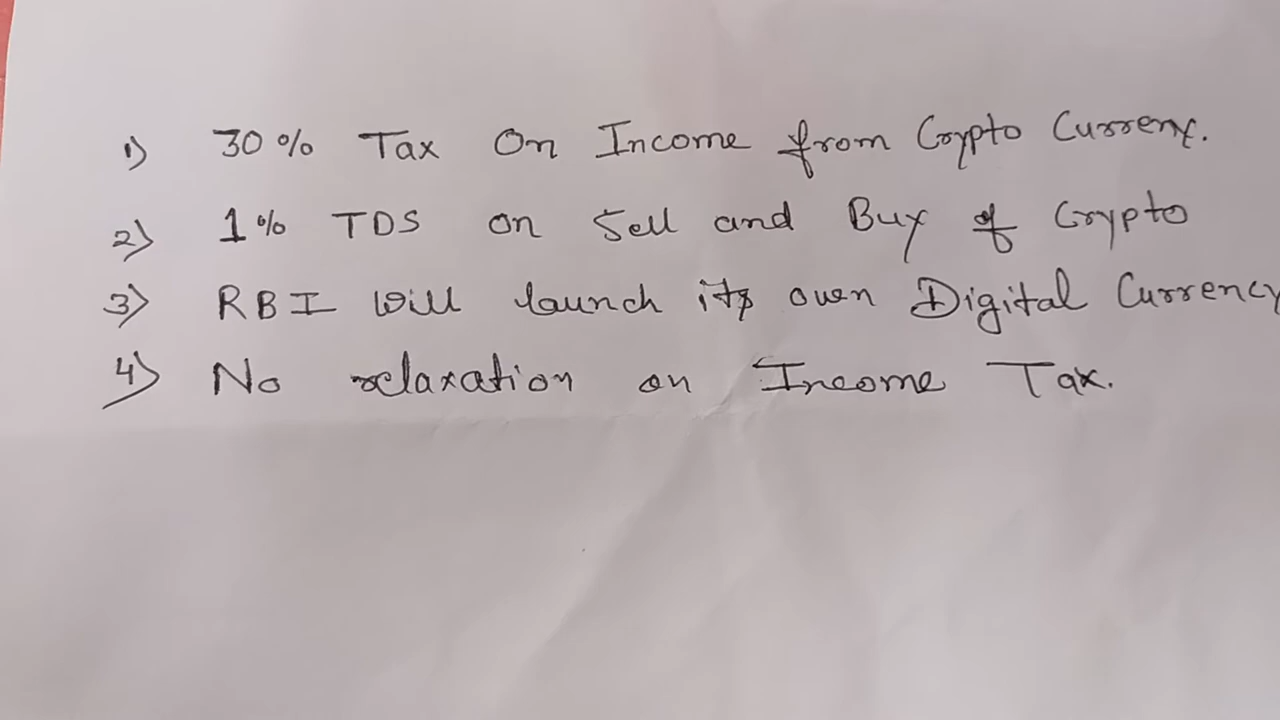 1) 30% Tax On Income from Crypto Currency.
2) 1% TDS on Sell and Buy of Crypto
3) RBI will launch its own Digital Currency
4) No relaxation on Income Tax.